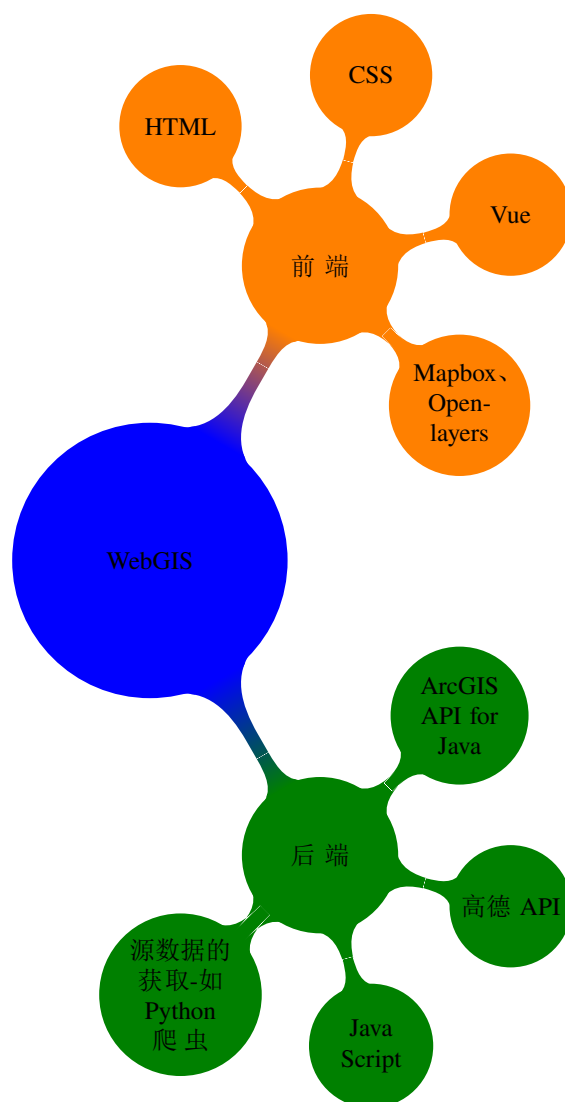 CSS
HTML
Vue
前 端
Mapbox、
Open-
layers
WebGIS
ArcGIS
API for
Java
后 端
高德 API
源数据的
获取-如
Python
爬 虫
Java
Script